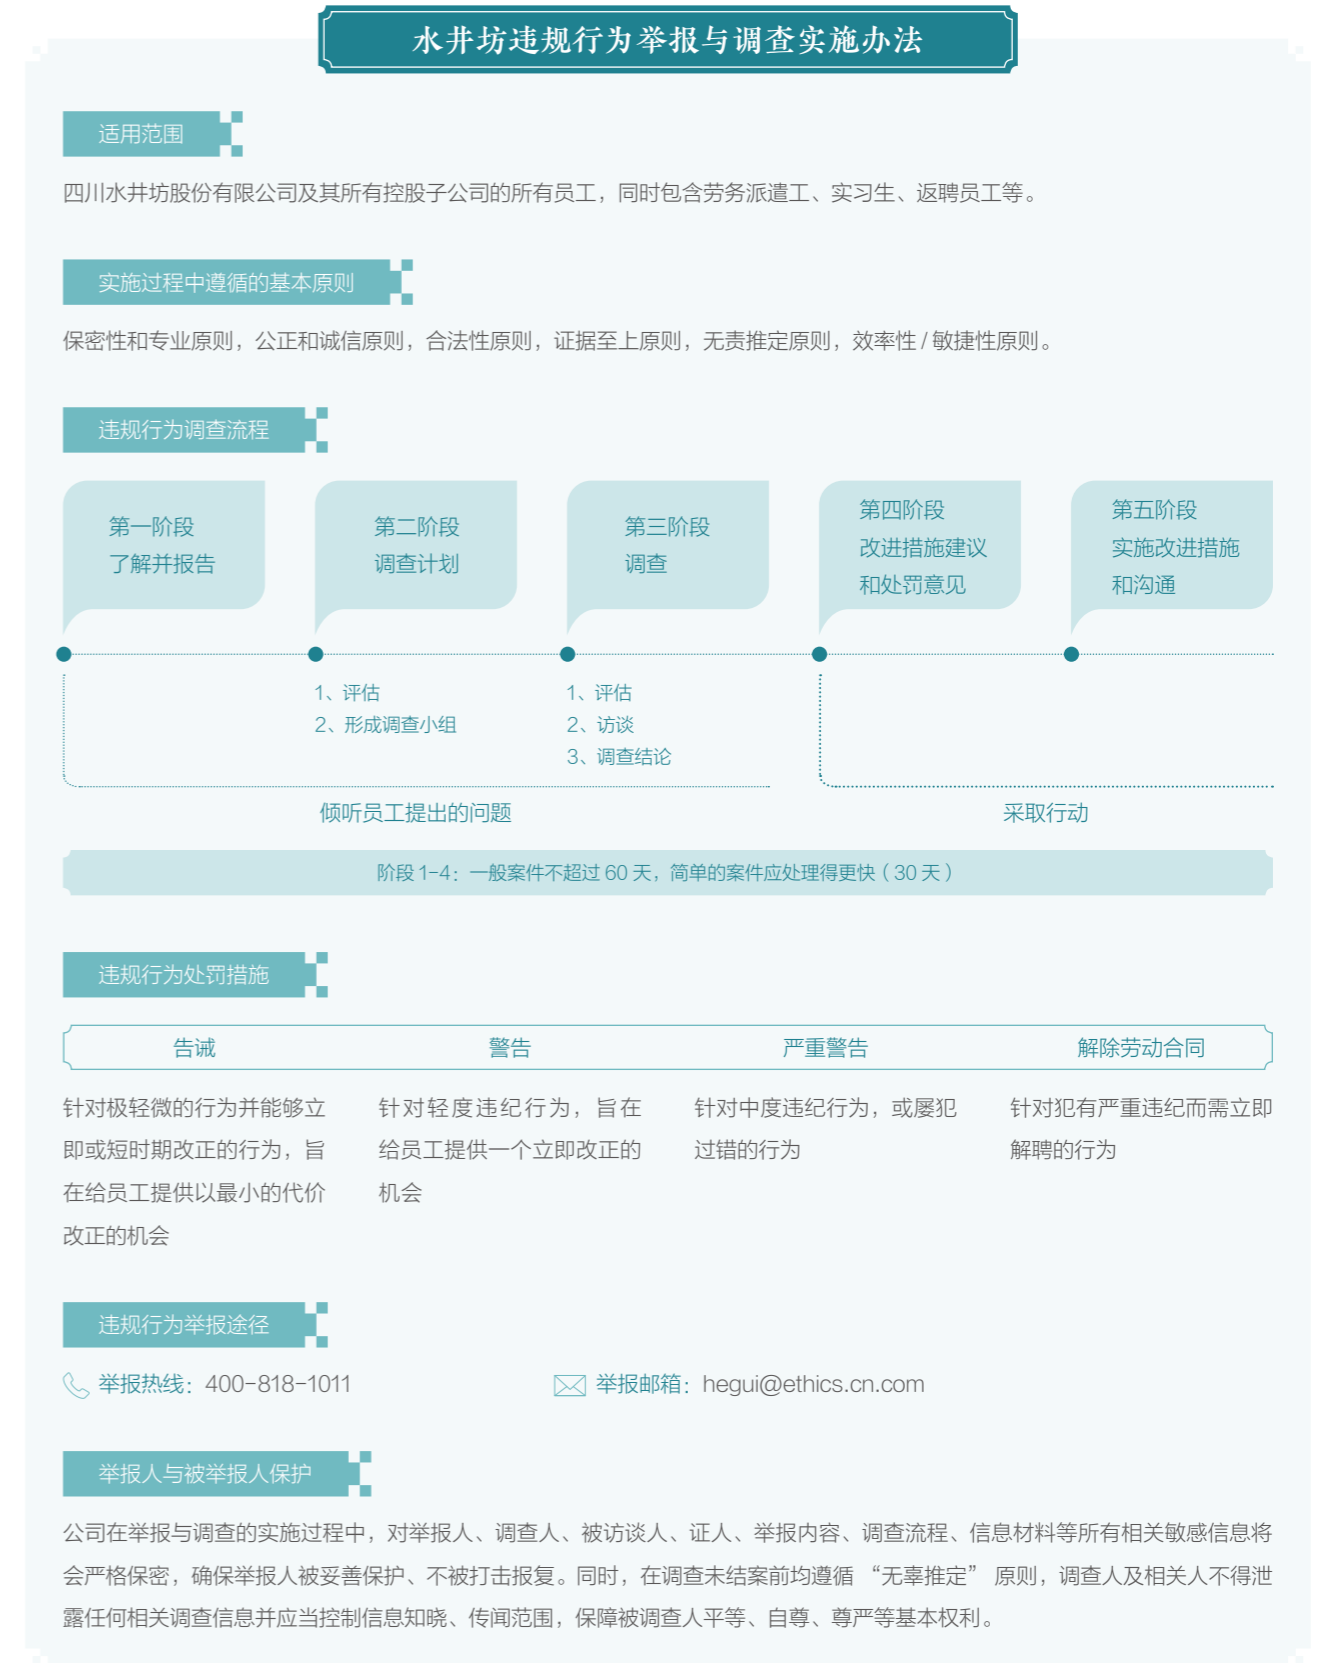 水井坊违规行为举报与调查实施办法
适用范围
四川水井坊股份有限公司及其所有控股子公司的所有员工，同时包含劳务派遣工、实习生、返聘员工等。
实施过程中遵循的基本原则
保密性和专业原则，公正和诚信原则，合法性原则，证据至上原则，无责推定原则，效率性 / 敏捷性原则。
违规行为调查流程
第一阶段
了解并报告
第二阶段
调查计划
第三阶段
调查
第四阶段
改进措施建议
和处罚意见
第五阶段
实施改进措施
和沟通
1、评估
2、形成调查小组
1、评估
2、访谈
3、调查结论
倾听员工提出的问题
采取行动
阶段 1-4：一般案件不超过 60 天，简单的案件应处理得更快（30 天）
违规行为处罚措施
告诫
警告
严重警告
解除劳动合同
针对极轻微的行为并能够立
即或短时期改正的行为，旨
在给员工提供以最小的代价
改正的机会
针对轻度违纪行为，旨在
给员工提供一个立即改正的
机会
针对中度违纪行为，或屡犯
过错的行为
针对犯有严重违纪而需立即
解聘的行为
违规行为举报途径
举报热线：400-818-1011
举报邮箱：hegui@ethics.cn.com
举报人与被举报人保护
公司在举报与调查的实施过程中，对举报人、调查人、被访谈人、证人、举报内容、调查流程、信息材料等所有相关敏感信息将
会严格保密，确保举报人被妥善保护、不被打击报复。同时，在调查未结案前均遵循 “无辜推定” 原则，调查人及相关人不得泄
露任何相关调查信息并应当控制信息知晓、传闻范围，保障被调查人平等、自尊、尊严等基本权利。